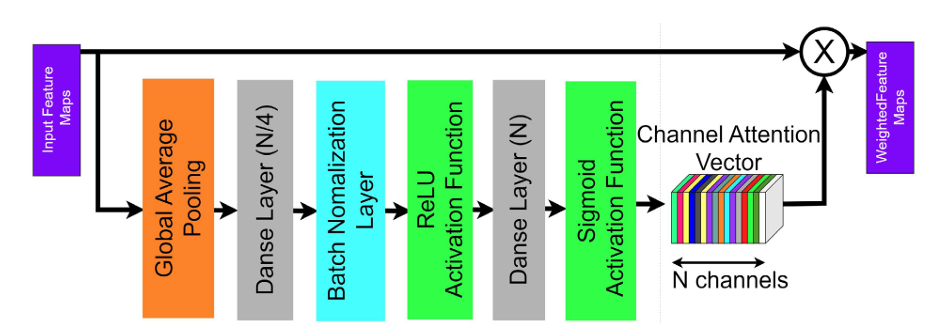 Input Feature
Maps
Global Average
Pooling
Danse Layer (N/4)
Batch Nomalization
Layer
ReLU
Activation Function
Danse Layer (N)
Sigmoid
Activation Function
Channel Attention
Vector
N channels
X
WeightedFeature
Maps